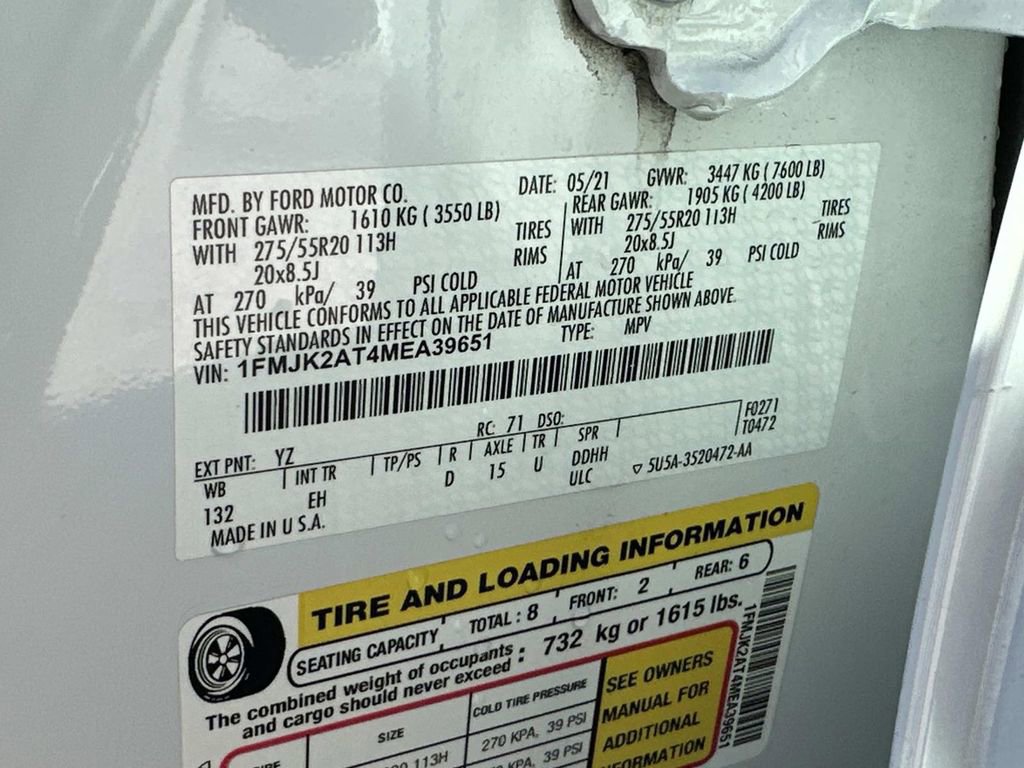 MFD. BY FORD MOTOR CO.
DATE: 05/21 GVWR: 3447 KG ( 7600 LB)
FRONT GAWR: 1610 KG ( 3550 LB)
WITH 275/55R20 113H TIRES
20x8.5J RIMS
AT 270 kPa/ 39 PSI COLD
REAR GAWR: 1905 KG ( 4200 LB)
WITH 275/55R20 113H TIRES
20x8.5J RIMS
AT 270 kPa/ 39 PSI COLD
THIS VEHICLE CONFORMS TO ALL APPLICABLE FEDERAL MOTOR VEHICLE
SAFETY STANDARDS IN EFFECT ON THE DATE OF MANUFACTURE SHOWN ABOVE.
VIN: 1FMJK2AT4MEA39651
TYPE: MPV
F0271
T0472
EXT PNT: YZ RC: 71 DSO:
WB INT TR TP/PS R AXLE TR SPR
132 EH D 15 U DDHH
ULC
MADE IN U.S.A.
▽ 5U5A-3520472-AA
TIRE AND LOADING INFORMATION
SEATING CAPACITY TOTAL : 8 FRONT: 2 REAR: 6
The combined weight of occupants
and cargo should never exceed : 732 kg or 1615 lbs.
SIZE COLD TIRE PRESSURE
113H 270 KPA, 39 PSI
KPA, 39 PSI
SEE OWNERS
MANUAL FOR
ADDITIONAL
INFORMATION
1FMJK2AT4MEA39651